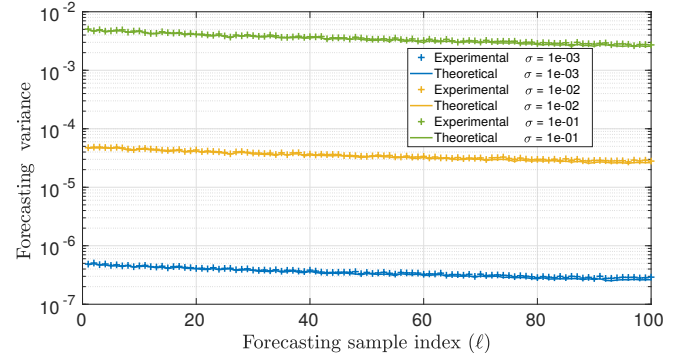 10⁻²
10⁻³
10⁻⁴
10⁻⁵
10⁻⁶
10⁻⁷
Forecasting variance
+ Experimental σ = 1e-03
Theoretical σ = 1e-03
+ Experimental σ = 1e-02
Theoretical σ = 1e-02
+ Experimental σ = 1e-01
Theoretical σ = 1e-01
0 20 40 60 80 100
Forecasting sample index (ℓ)